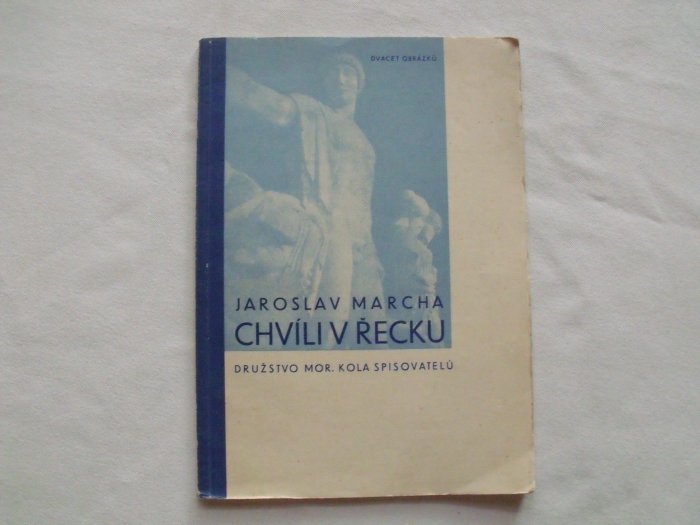 DVACET OBRÁZKŮ
JAROSLAV MARCHA
CHVÍLI V ŘECKU
DRUŽSTVO MOR. KOLA SPISOVATELŮ